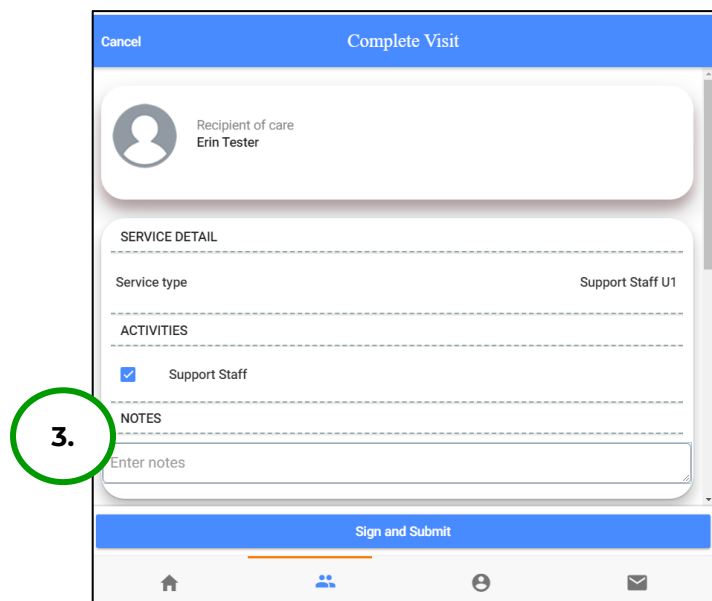 Cancel
Complete Visit
Recipient of care
Erin Tester
SERVICE DETAIL
Service type
Support Staff U1
ACTIVITIES
Support Staff
NOTES
3.
Enter notes
Sign and Submit